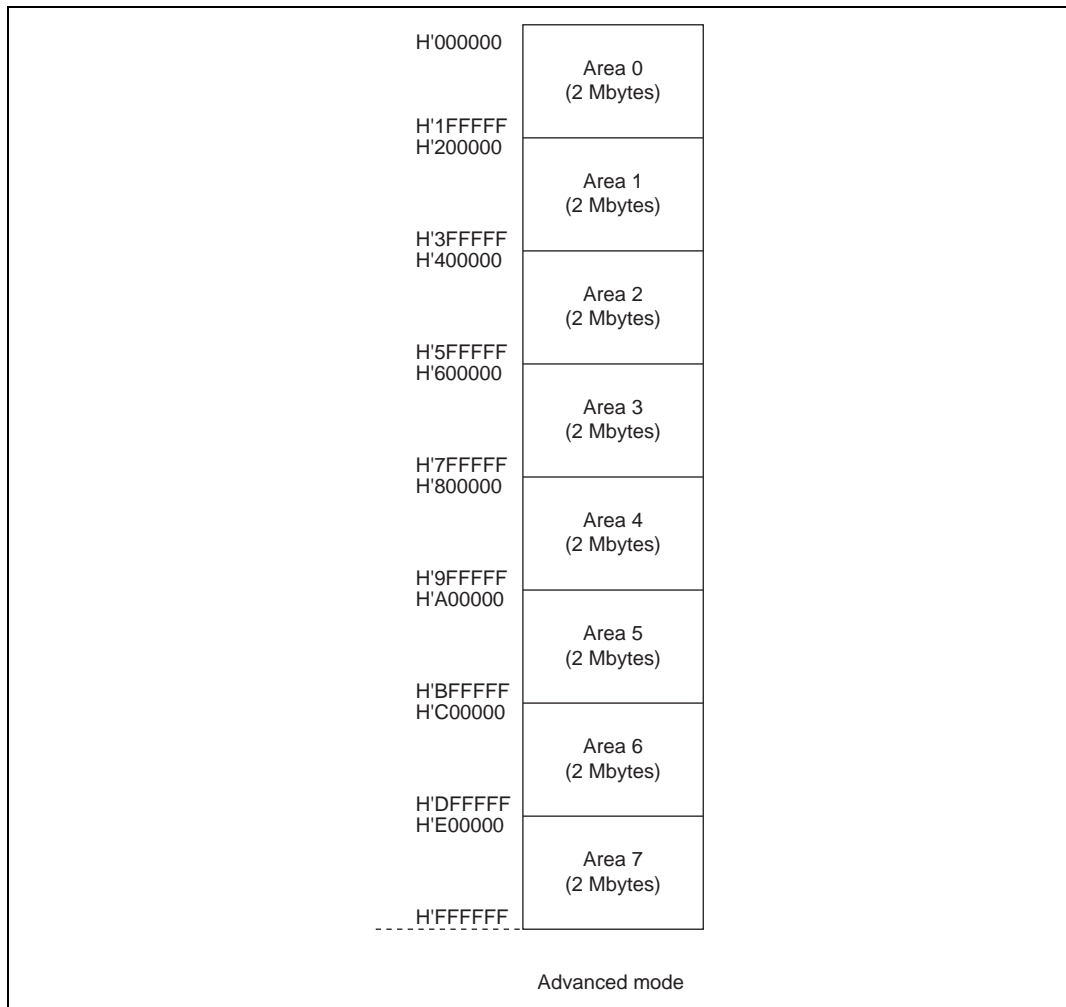 H'000000
Area 0
(2 Mbytes)
H'1FFFFF
H'200000
Area 1
(2 Mbytes)
H'3FFFFF
H'400000
Area 2
(2 Mbytes)
H'5FFFFF
H'600000
Area 3
(2 Mbytes)
H'7FFFFF
H'800000
Area 4
(2 Mbytes)
H'9FFFFF
H'A00000
Area 5
(2 Mbytes)
H'BFFFFF
H'C00000
Area 6
(2 Mbytes)
H'DFFFFF
H'E00000
Area 7
(2 Mbytes)
H'FFFFFF
Advanced mode